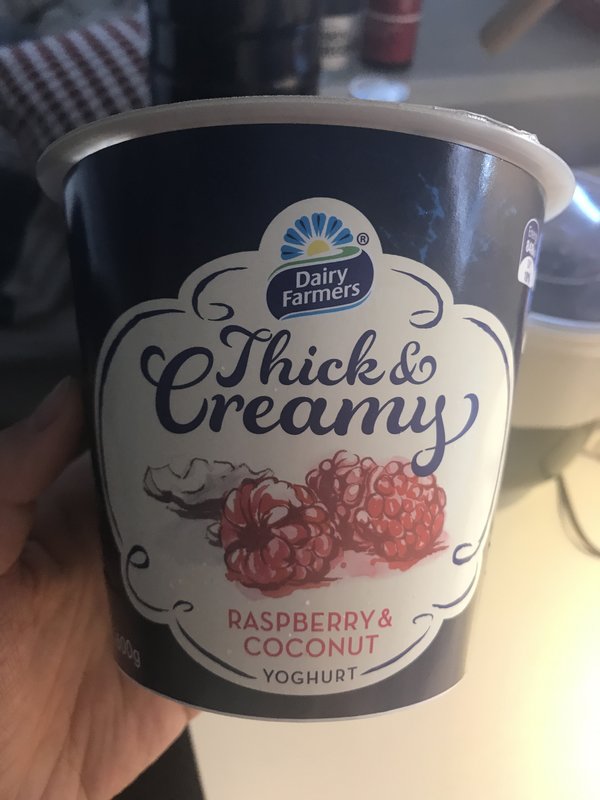 Dairy
Farmers
®
Thick &
Creamy
RASPBERRY &
COCONUT
YOGHURT